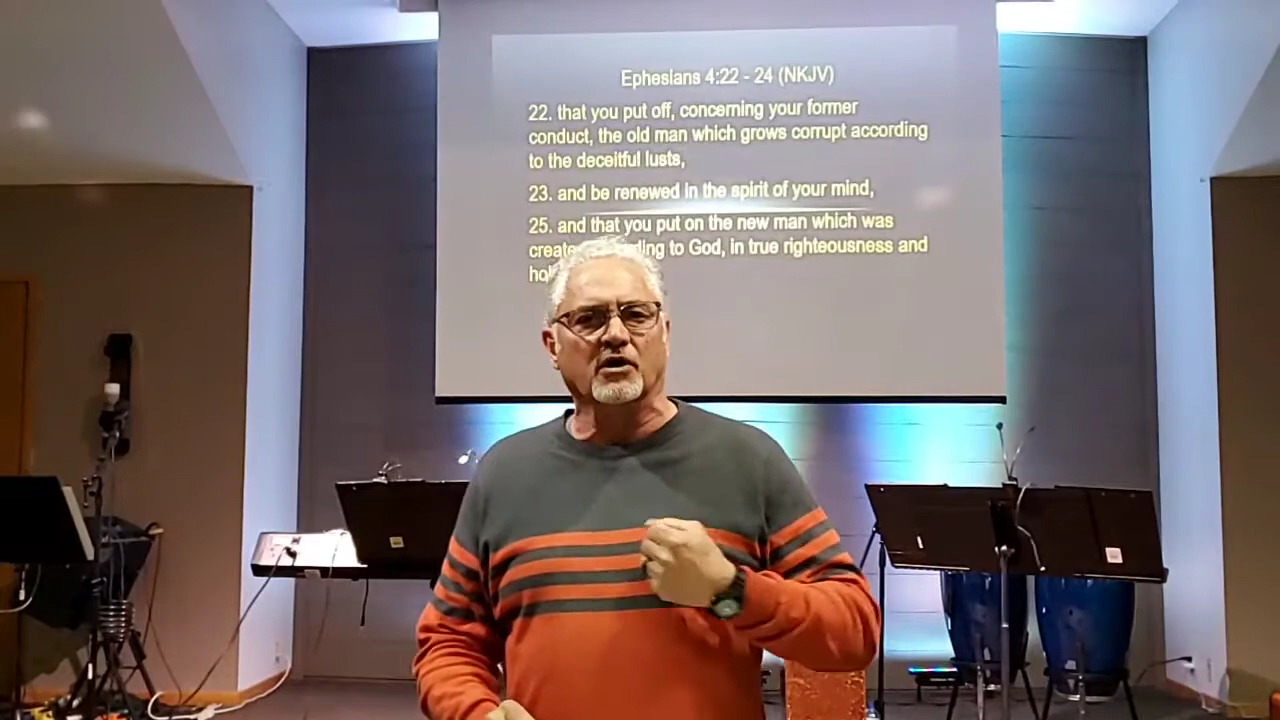 Ephesians 4:22 - 24 (NKJV)
22. that you put off, concerning your former
conduct, the old man which grows corrupt according
to the deceitful lusts,
23. and be renewed in the spirit of your mind,
25. and that you put on the new man which was
to God, in true righteousness and